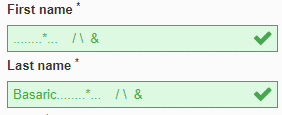 First name *
........*...    / \  &
Last name *
Basaric........*...    / \  &